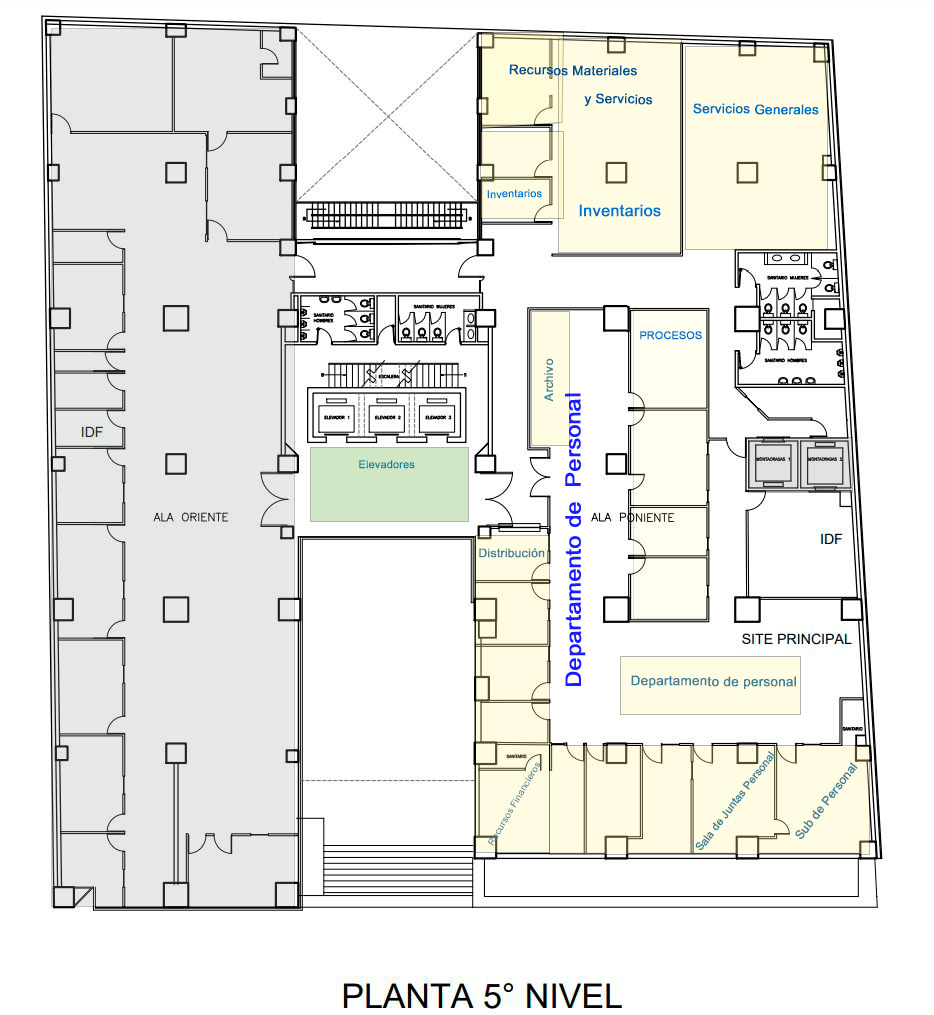 Recursos Materiales
y Servicios
Servicios Generales
Inventarios
Inventarios
SANITARIO MUJERES
SANITARIO
HOMBRES
SANITARIO MUJERES
PROCESOS
SANITARIO HOMBRES
ESCALERA
B
S
Archivo
ELEVADOR 1
ELEVADOR 2
ELEVADOR 3
IDF
Elevadores
MONTACARGAS 1
MONTACARGAS 2
Departamento de Personal
ALA ORIENTE
ALA PONIENTE
IDF
Distribución
SITE PRINCIPAL
Departamento de personal
SANITARIO
SANITARIO
Recursos Financieros
Sala de Juntas Personal
Sub de Personal
PLANTA 5° NIVEL